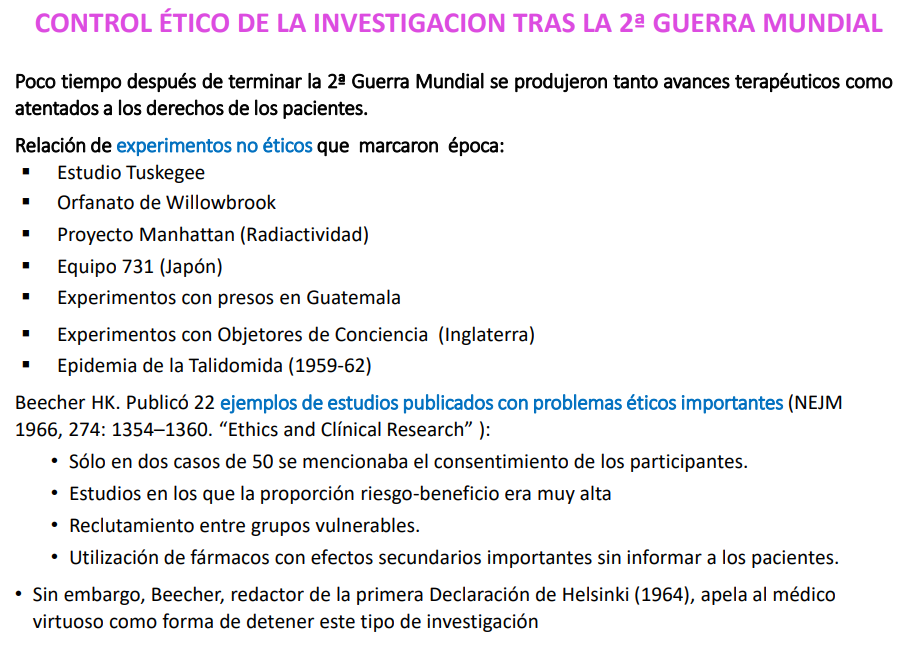 CONTROL ÉTICO DE LA INVESTIGACION TRAS LA 2ª GUERRA MUNDIAL
Poco tiempo después de terminar la 2ª Guerra Mundial se produjeron tanto avances terapéuticos como
atentados a los derechos de los pacientes.
Relación de experimentos no éticos que marcaron época:
▪ Estudio Tuskegee
▪ Orfanato de Willowbrook
▪ Proyecto Manhattan (Radiactividad)
▪ Equipo 731 (Japón)
▪ Experimentos con presos en Guatemala
▪ Experimentos con Objetores de Conciencia (Inglaterra)
▪ Epidemia de la Talidomida (1959-62)
Beecher HK. Publicó 22 ejemplos de estudios publicados con problemas éticos importantes (NEJM
1966, 274: 1354–1360. “Ethics and Clínical Research” ):
• Sólo en dos casos de 50 se mencionaba el consentimiento de los participantes.
• Estudios en los que la proporción riesgo-beneficio era muy alta
• Reclutamiento entre grupos vulnerables.
• Utilización de fármacos con efectos secundarios importantes sin informar a los pacientes.
• Sin embargo, Beecher, redactor de la primera Declaración de Helsinki (1964), apela al médico
virtuoso como forma de detener este tipo de investigación